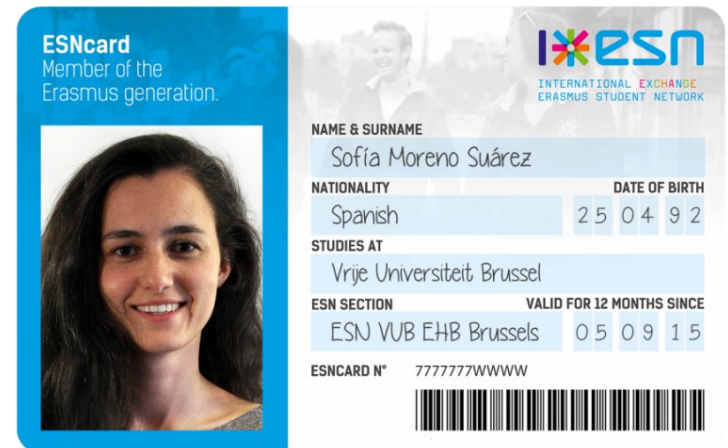 ESNcard
Member of the
Erasmus generation.
esn
INTERNATIONAL EXCHANGE
ERASMUS STUDENT NETWORK
NAME & SURNAME
Sofía Moreno Suárez
NATIONALITY DATE OF BIRTH
Spanish 25 04 92
STUDIES AT
Vrije Universiteit Brussel
ESN SECTION VALID FOR 12 MONTHS SINCE
ESN VUB EHB Brussels 05 09 15
ESNCARD N° 7777777WWWW